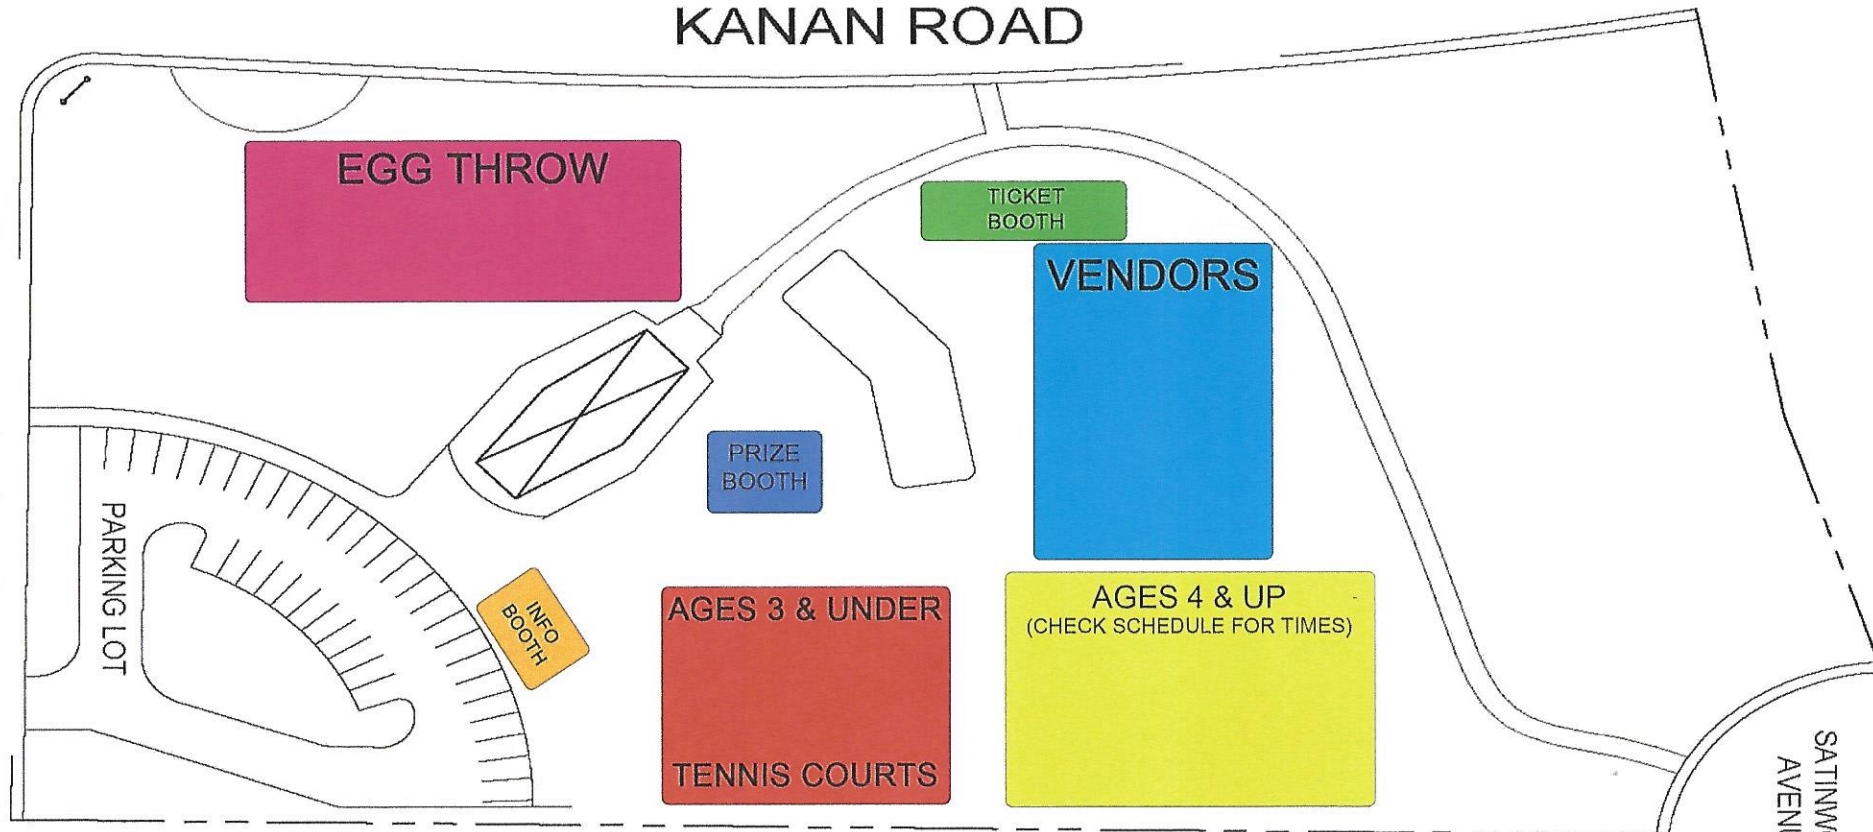 KANAN ROAD
EGG THROW
TICKET
BOOTH
VENDORS
PRIZE
BOOTH
PARKING LOT
INFO
BOOTH
AGES 3 & UNDER
TENNIS COURTS
AGES 4 & UP
(CHECK SCHEDULE FOR TIMES)